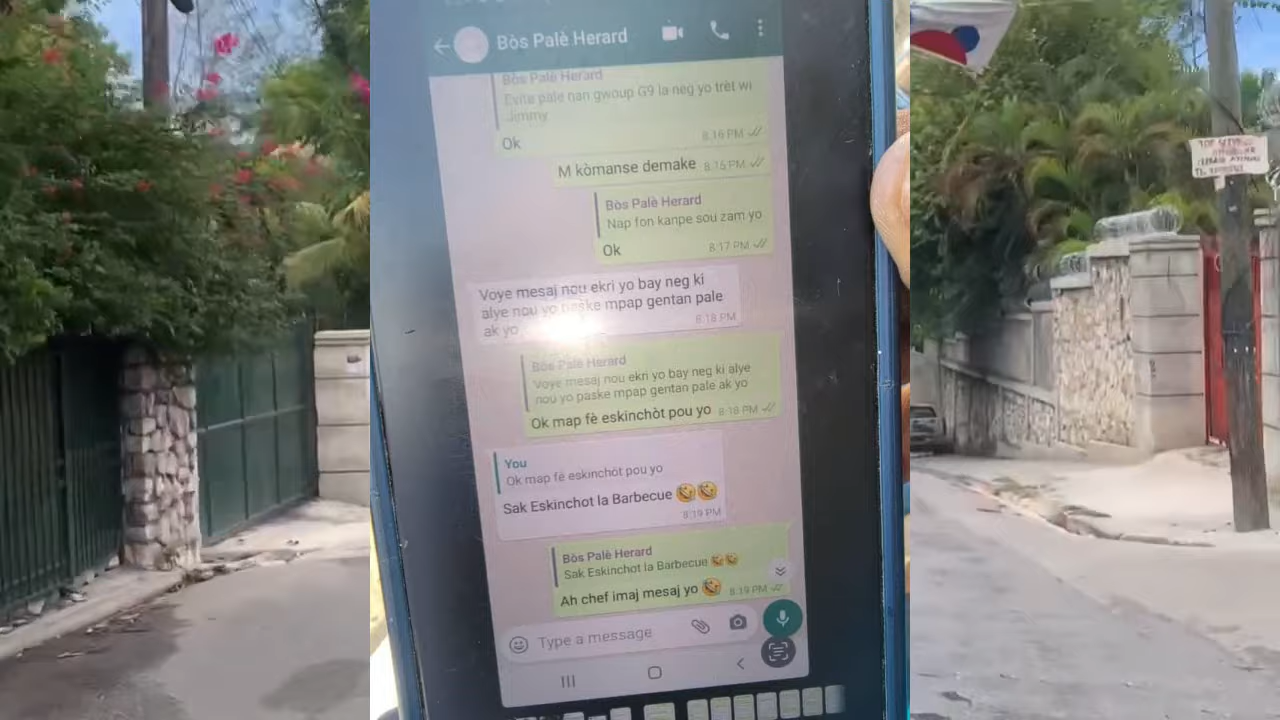 Bòs Palè Herard
Bòs Palè Herard
Evite pale nan gwoup G9 la neg yo trèt wi
Jimmy
Ok
8:16 PM
M kòmanse demake 8:16 PM
Bòs Palè Herard
Nap fon kanpe sou zam yo
Ok
8:17 PM
Voye mesaj nou ekri yo bay neg ki
alye nou yo paske mpap gentan pale
ak yo
8:18 PM
Bòs Palè Herard
Voye mesaj nou ekri yo bay neg ki alye
nou yo paske mpap gentan pale ak yo
Ok map fè eskinchòt pou yo 8:18 PM
You
Ok map fè eskinchòt pou yo
Sak Eskinchot la Barbecue 🤣🤣
8:19 PM
Bòs Palè Herard
Sak Eskinchot la Barbecue 🤣🤣
Ah chef imaj mesaj yo 🤣 8:19 PM
Type a message